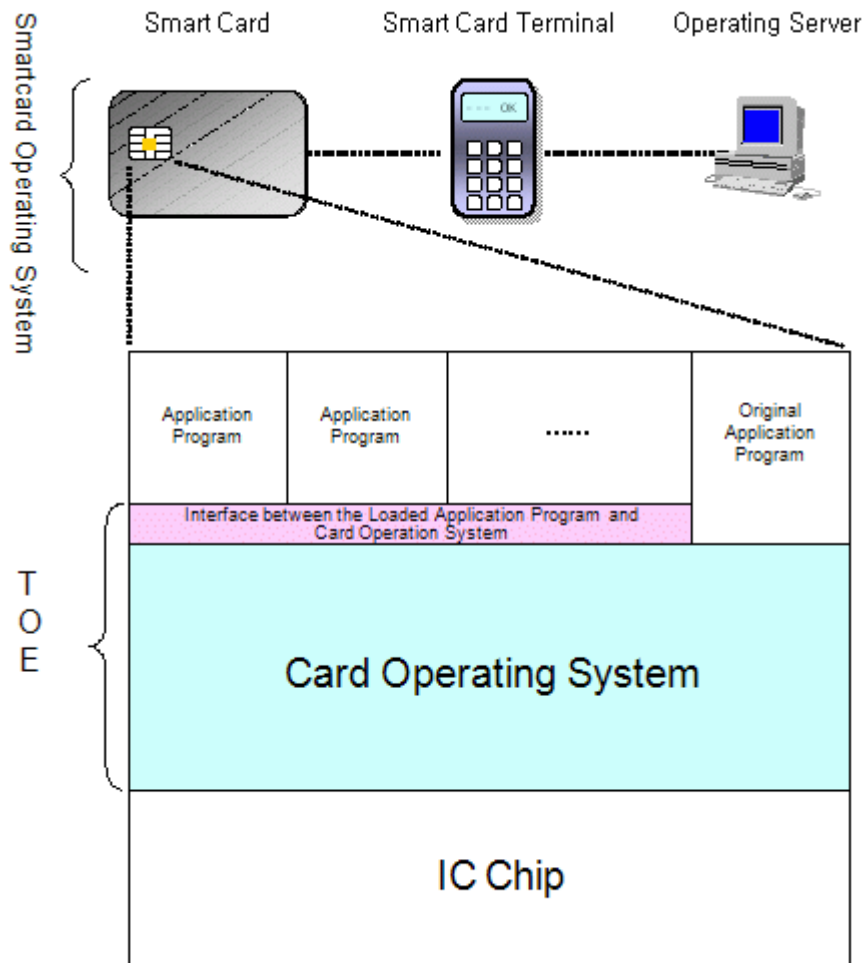 Smart Card
Smart Card Terminal
Operating Server
Smartcard Operating System
--- OK
Application
Program
Application
Program
......
Original
Application
Program
Interface between the Loaded Application Program and
Card Operation System
T
O
E
Card Operating System
IC Chip